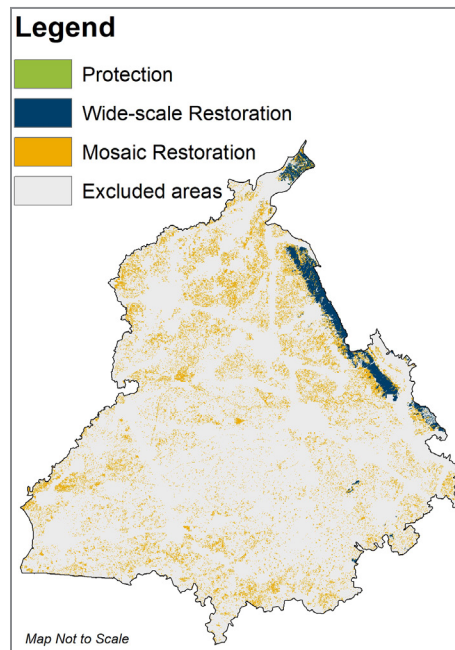 Legend
Protection
Wide-scale Restoration
Mosaic Restoration
Excluded areas
Map Not to Scale